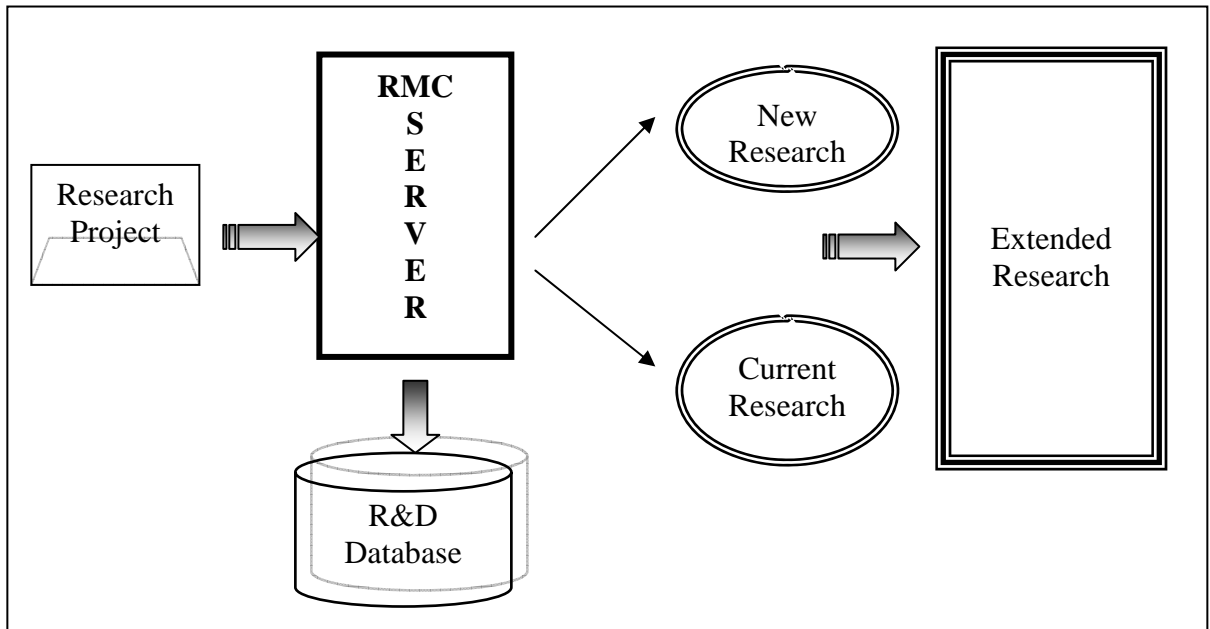 Research
Project
RMC
S
E
R
V
E
R
R&D
Database
New
Research
Current
Research
Extended
Research